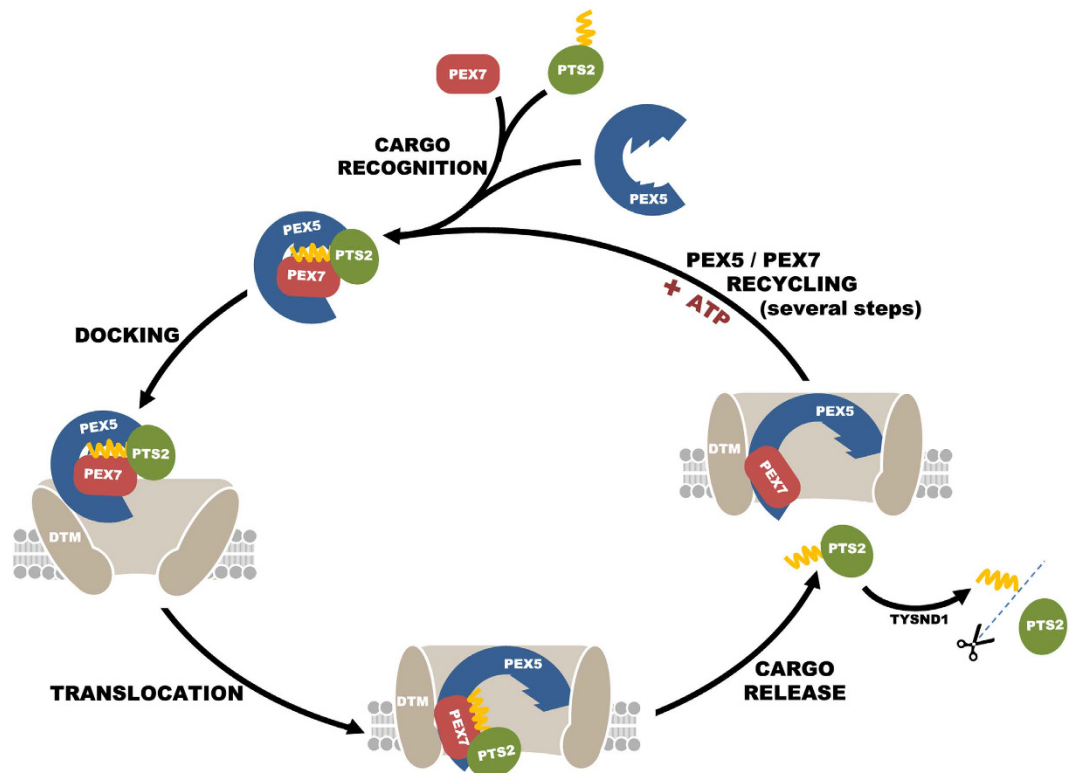 PEX7
PTS2
CARGO
RECOGNITION
PEX5
PEX5
PTS2
PEX7
PEX5 / PEX7
RECYCLING
+ ATP
(several steps)
DOCKING
PEX5
PTS2
PEX7
DTM
PEX5
DTM
PEX7
PTS2
TYSND1
PTS2
TRANSLOCATION
PEX5
DTM
PEX7
PTS2
CARGO
RELEASE